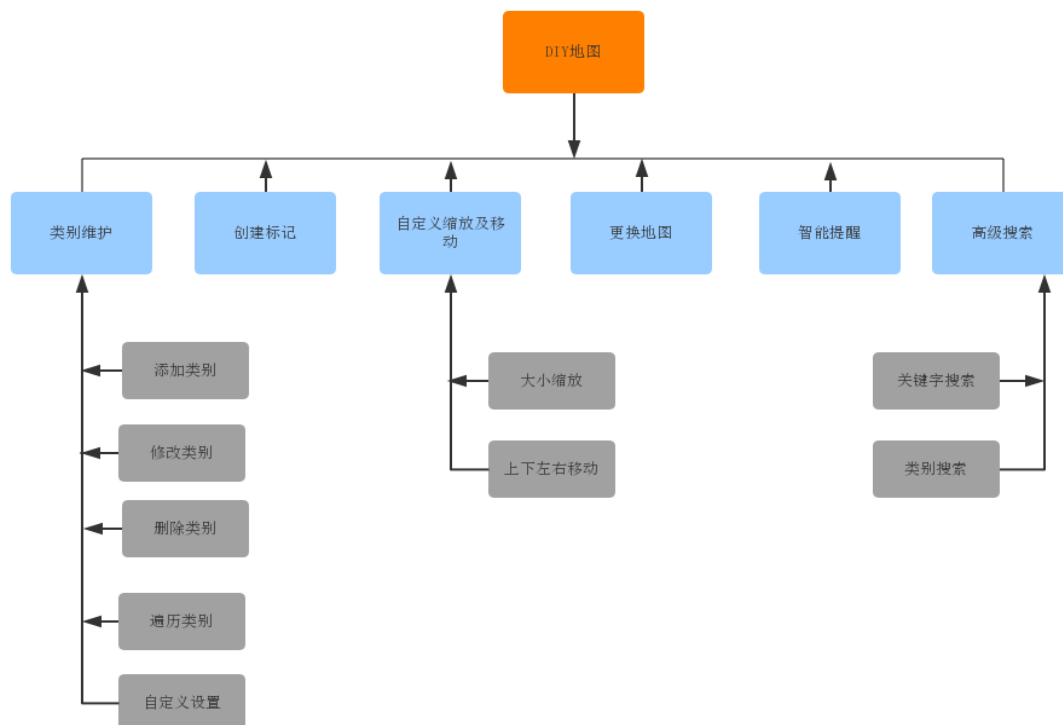 DIY地图
类别维护
创建标记
自定义缩放及移
动
更换地图
智能提醒
高级搜索
添加类别
修改类别
删除类别
遍历类别
自定义设置
大小缩放
上下左右移动
关键字搜索
类别搜索